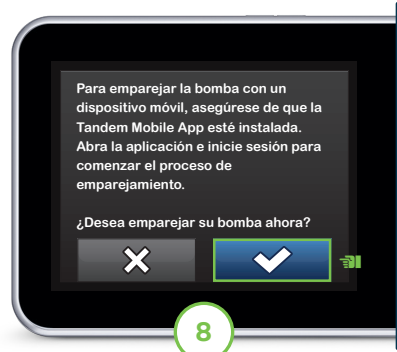 Para emparejar la bomba con un
dispositivo móvil, asegúrese de que la
Tandem Mobile App esté instalada.
Abra la aplicación e inicie sesión para
comenzar el proceso de
emparejamiento.
¿Desea emparejar su bomba ahora?
8